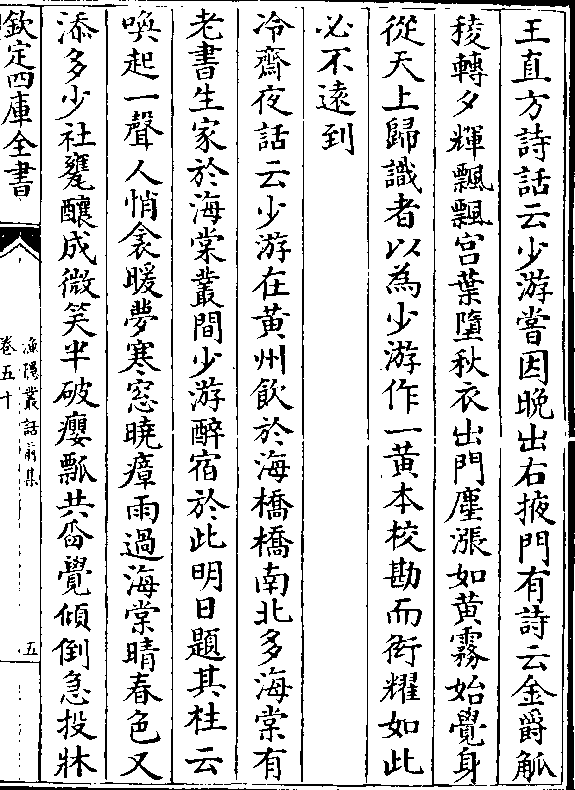 王直方詩話云少游嘗因晚出右掖門有詩云金爵觚
稜轉夕輝飄飄宫葉墮秋衣出門塵漲如黄霧始覺身
從天上歸識者以為少游作一黄本校勘而衒耀如此
必不遠到
冷齋夜話云少游在黄州飲於海橋橋南北多海棠有
老書生家於海棠叢間少游醉宿於此明日題其柱云
喚起一聲人悄衾暖夢寒窓曉瘴雨過海棠晴春色又
添多少社甕釀成微笑半破癭瓢共舀覺傾倒急投牀
欽定四庫全書
漁隱叢話前集
卷五十
五